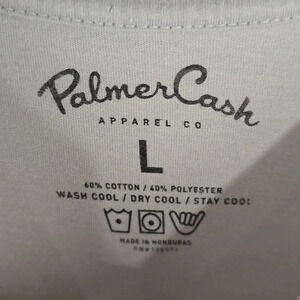 PalmerCash
APPAREL CO
L
60% COTTON / 40% POLYESTER
WASH COOL / DRY COOL / STAY COOL
MADE IN HONDURAS